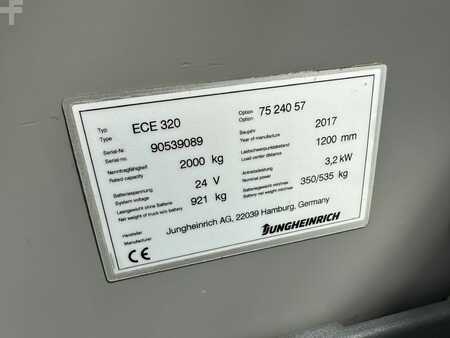 Typ
Type
ECE 320
Option
Option
75 240 57
Serial-Nr.
Serial-no.
90539089
Baujahr
Year of manufacture
2017
Nenntragfähigkeit
Rated capacity
2000 kg
Lastschwerpunktabstand
Load center distance
1200 mm
Batteriespannung
System voltage
24 V
Antriebsleistung
Nominal power
3,2 kW
Leergewicht ohne Batterie
Net weight of truck w/o battery
921 kg
Batteriegewicht min/max
Battery weight min/max
350/535 kg
Hersteller
Manufacturer
Jungheinrich AG, 22039 Hamburg, Germany
CE
JUNGHEINRICH